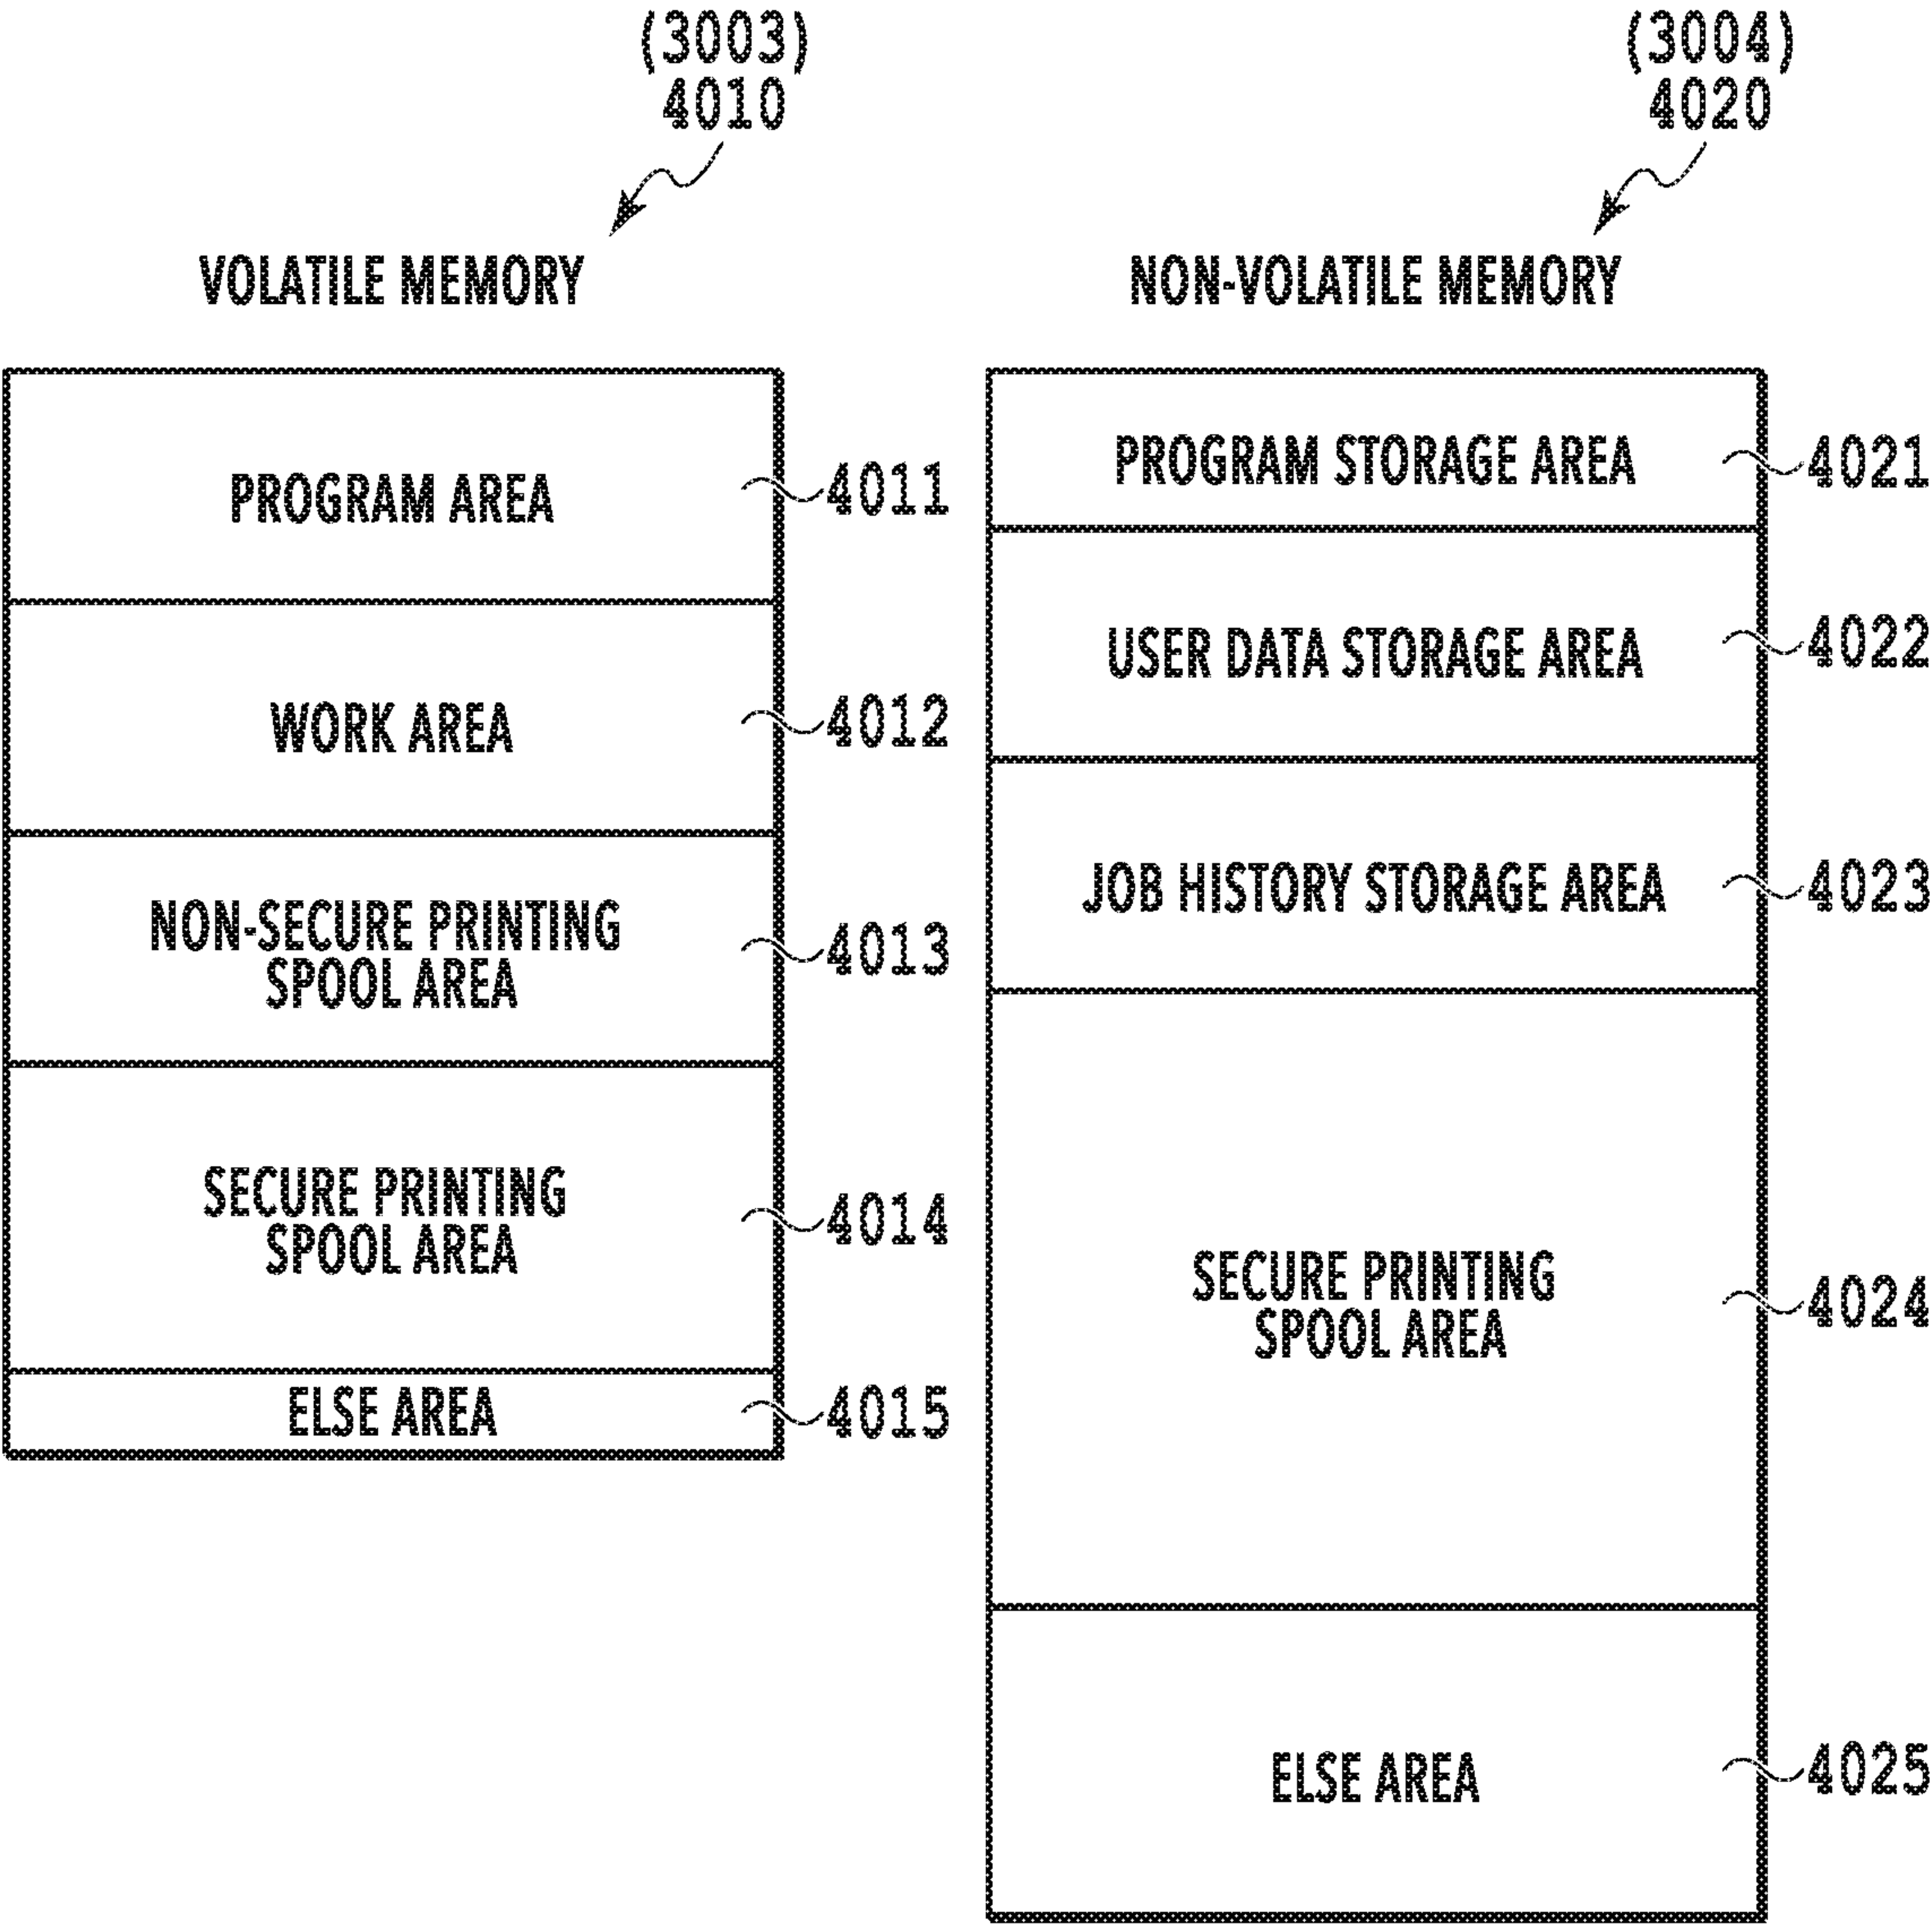 (3003)
4010
VOLATILE MEMORY
PROGRAM AREA
4011
WORK AREA
4012
NON-SECURE PRINTING
SPOOL AREA
4013
SECURE PRINTING
SPOOL AREA
4014
ELSE AREA
4015
(3004)
4020
NON-VOLATILE MEMORY
PROGRAM STORAGE AREA
4021
USER DATA STORAGE AREA
4022
JOB HISTORY STORAGE AREA
4023
SECURE PRINTING
SPOOL AREA
4024
ELSE AREA
4025